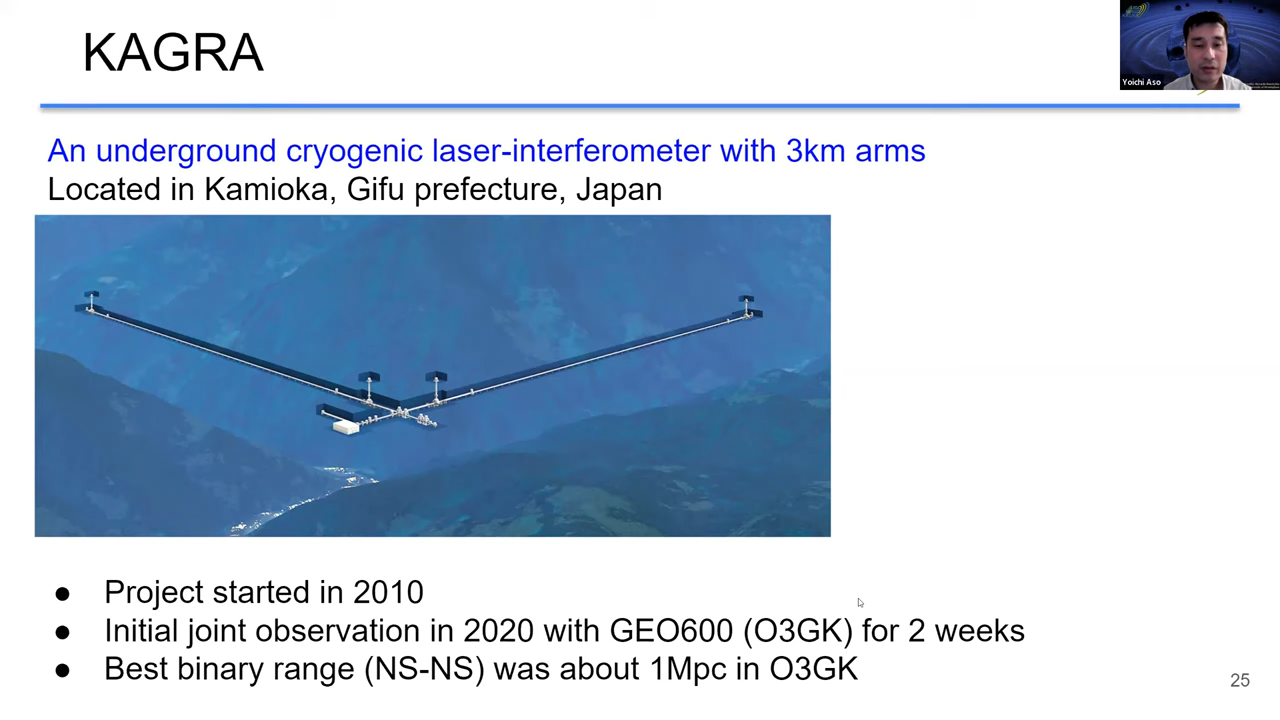 KAGRA
Yoichi Aso
An underground cryogenic laser-interferometer with 3km arms
Located in Kamioka, Gifu prefecture, Japan
● Project started in 2010
● Initial joint observation in 2020 with GEO600 (O3GK) for 2 weeks
● Best binary range (NS-NS) was about 1Mpc in O3GK
25